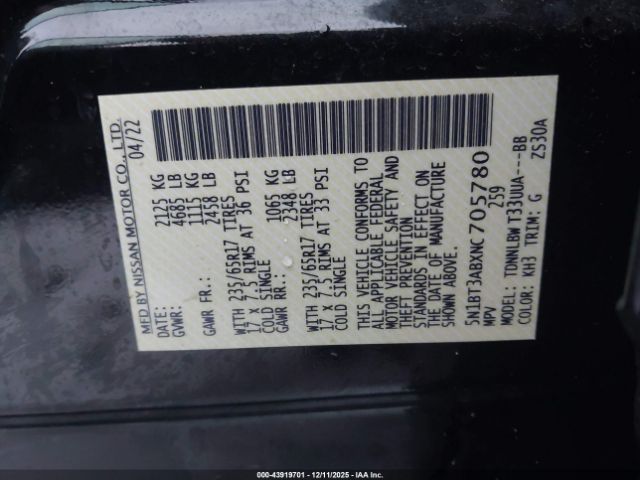 MFD BY NISSAN MOTOR CO., LTD.
DATE: 04/22
GVWR: 2125 KG
4685 LB
GAWR FR.: 1115 KG
2458 LB
WITH 235/65R17 TIRES
17 X 7.5 RIMS AT 36 PSI
COLD SINGLE
GAWR RR.: 1065 KG
2348 LB
WITH 235/65R17 TIRES
17 X 7.5 RIMS AT 33 PSI
COLD SINGLE
THIS VEHICLE CONFORMS TO
ALL APPLICABLE FEDERAL
MOTOR VEHICLE SAFETY AND
THEFT PREVENTION
STANDARDS IN EFFECT ON
THE DATE OF MANUFACTURE
SHOWN ABOVE.
5N1BT3ABXNC705780
MPV 259
MODEL: TDWNLBW T33UUA---BB
COLOR: KH3 TRIM: G ZS30A
000-43919701 - 12/11/2025 - IAAI.com